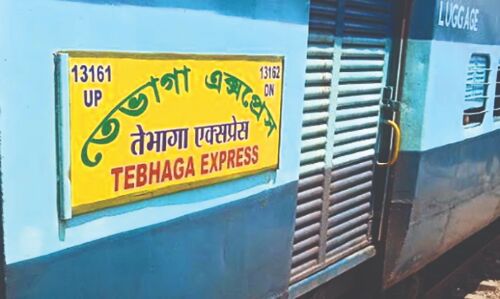 LUGGAGE
13161
UP
13162
DN
তেভাগা এক্সপ্রেস
तेभागा एक्सप्रेस
TEBHAGA EXPRESS